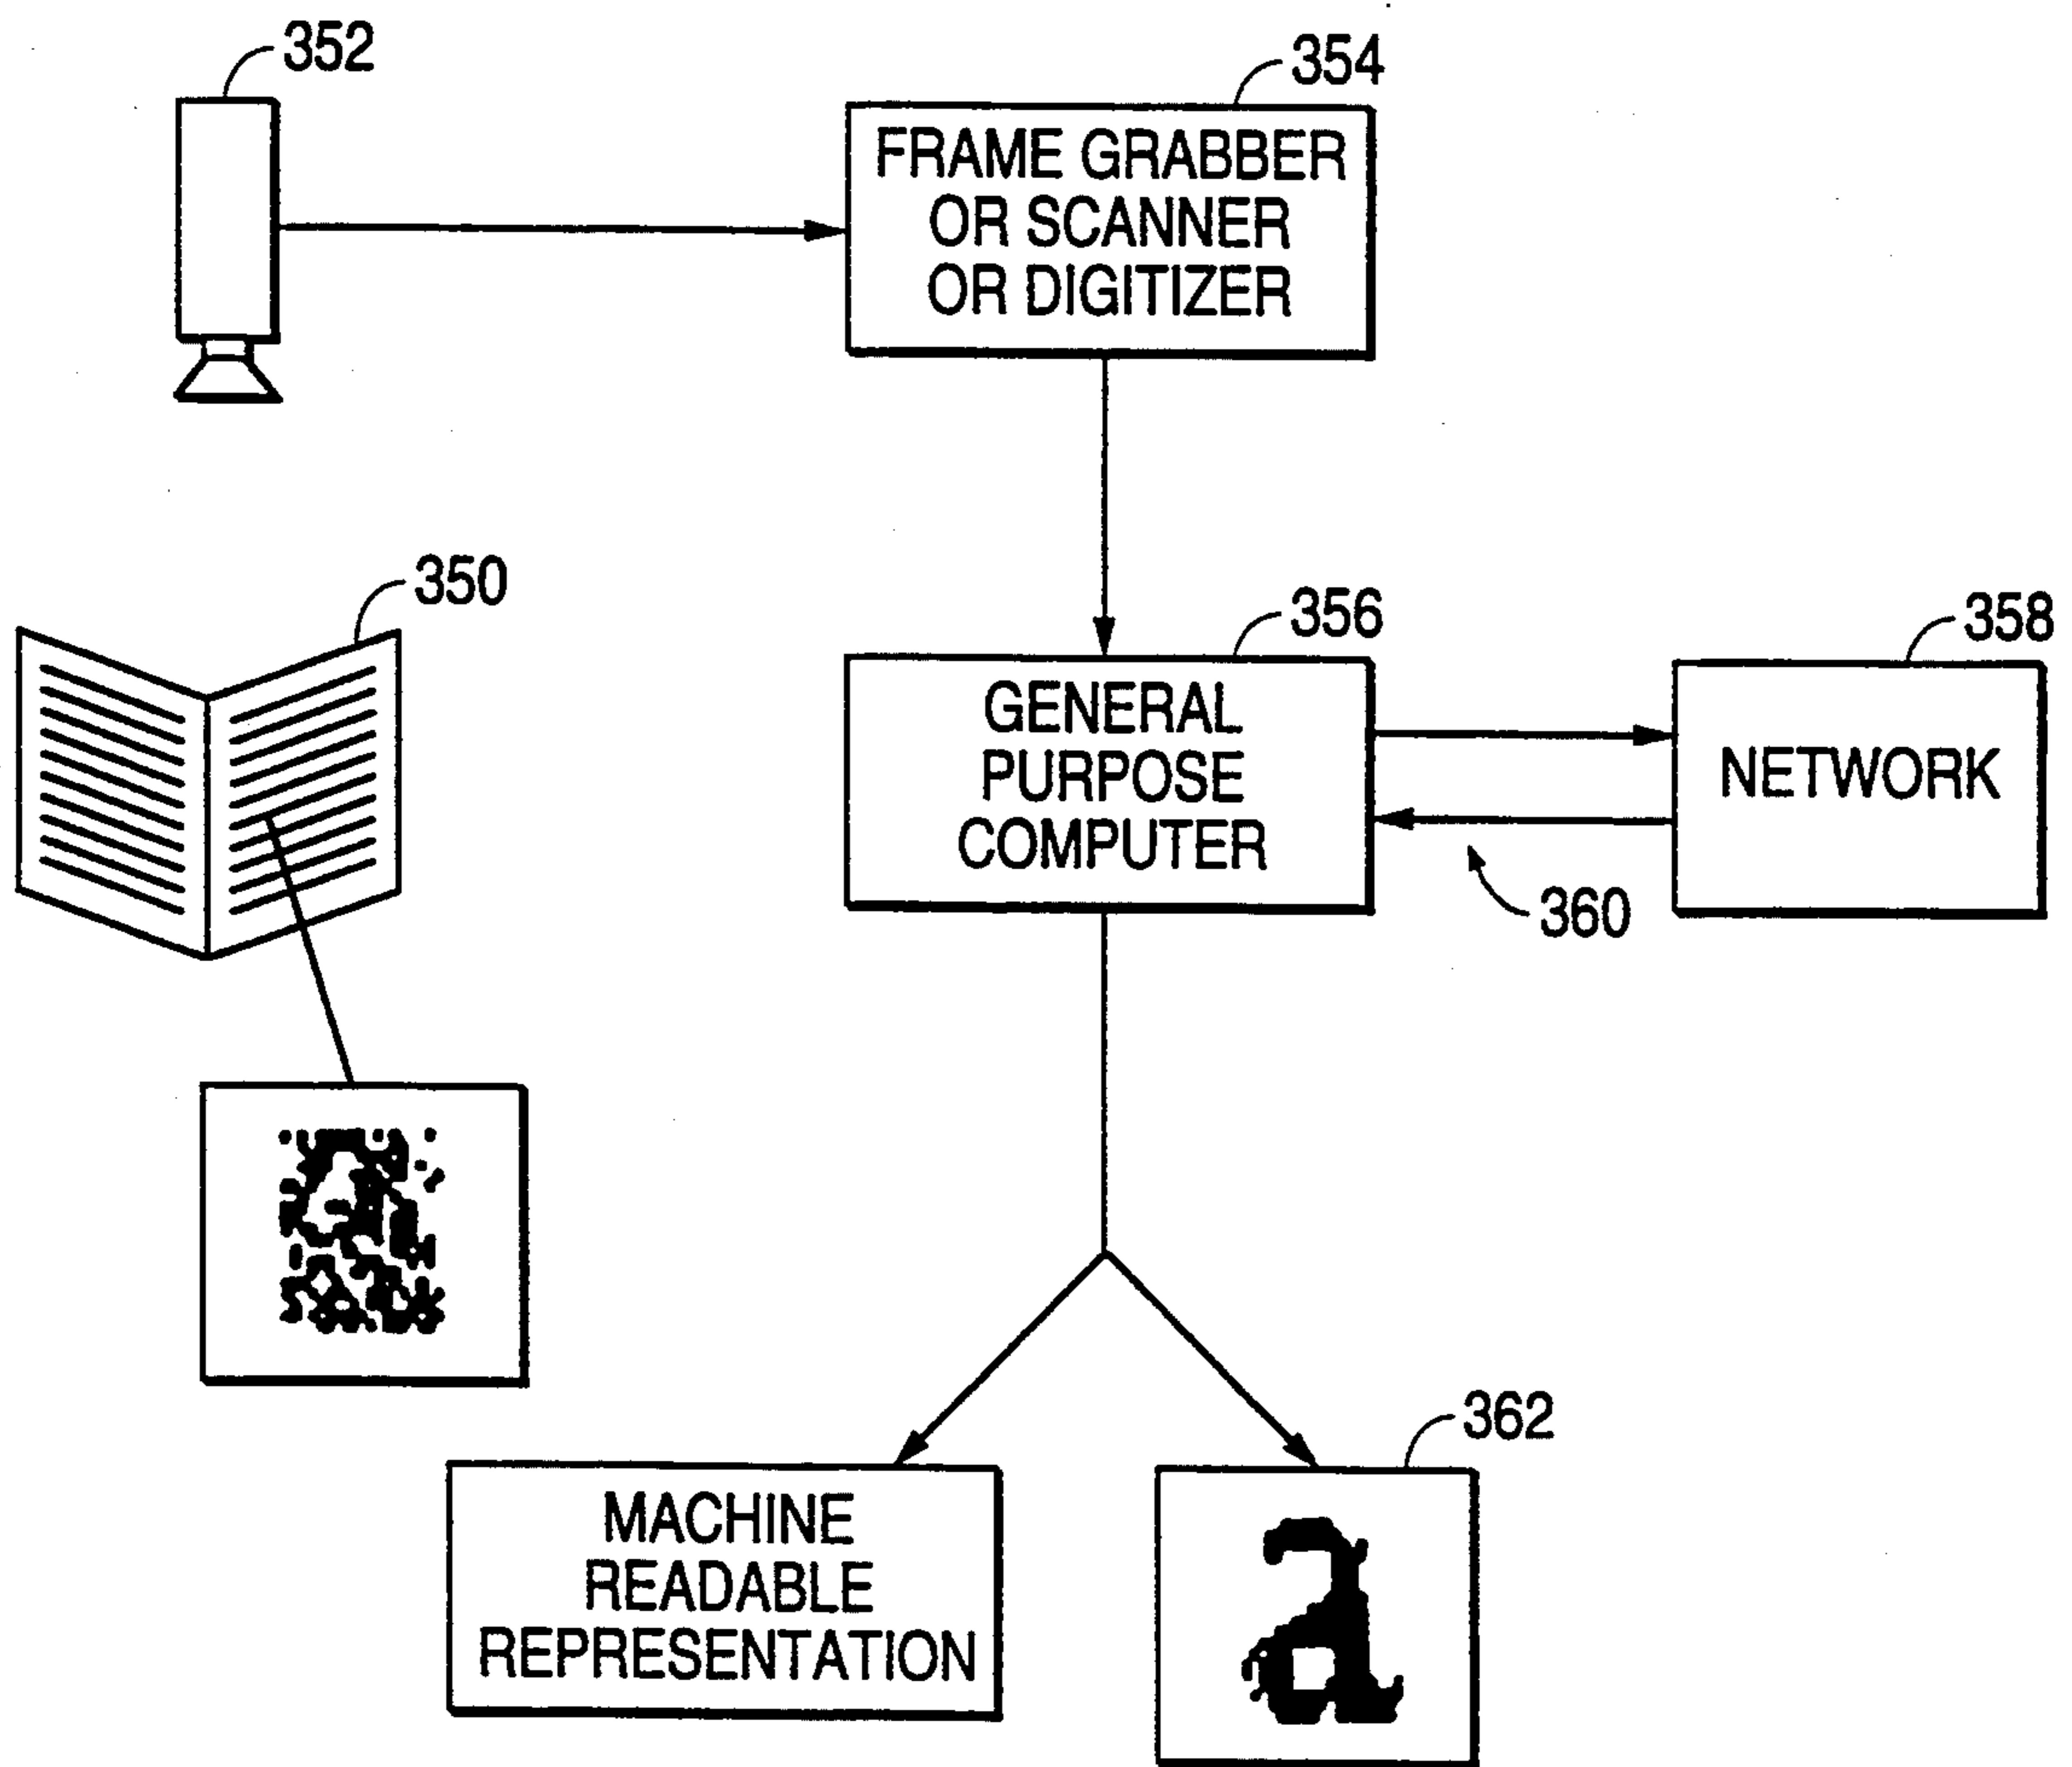 352
354
FRAME GRABBER
OR SCANNER
OR DIGITIZER
350
356
358
GENERAL
PURPOSE
COMPUTER
NETWORK
360
362
MACHINE
READABLE
REPRESENTATION
a